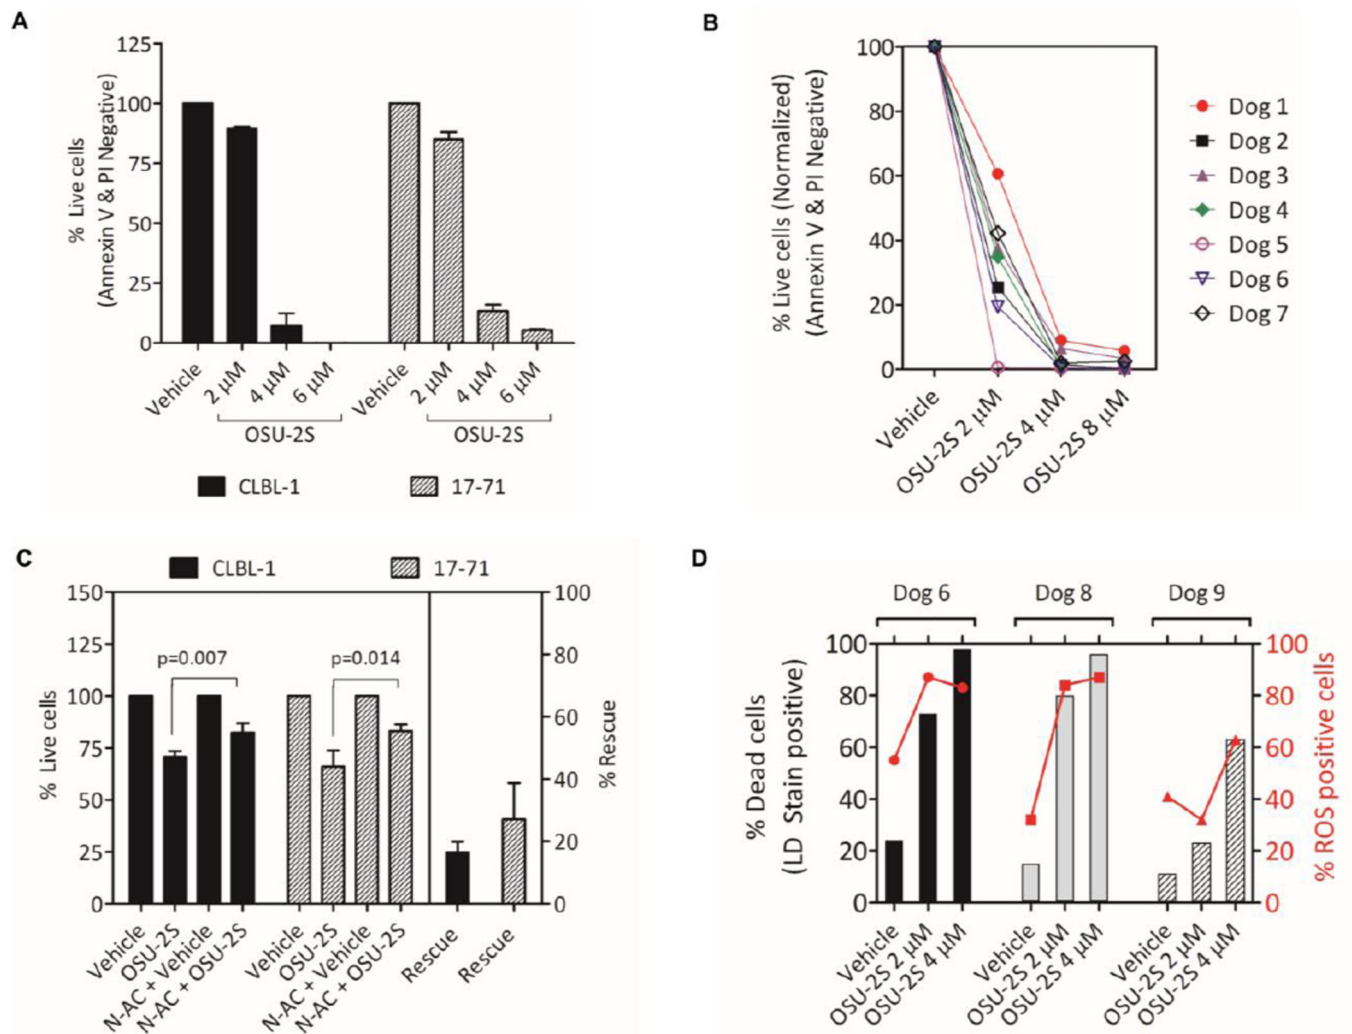 A
% Live cells
(Annexin V & PI Negative)
125
100
75
50
25
0
Vehicle
2 µM
4 µM
6 µM
Vehicle
2 µM
4 µM
6 µM
OSU-2S
OSU-2S
CLBL-1
17-71
B
% Live cells (Normalized)
(Annexin V & PI Negative)
100
80
60
40
20
0
Vehicle
OSU-2S 2 µM
OSU-2S 4 µM
OSU-2S 8 µM
Dog 1
Dog 2
Dog 3
Dog 4
Dog 5
Dog 6
Dog 7
C
CLBL-1
17-71
% Live cells
150
125
100
75
50
25
0
p=0.007
p=0.014
100
80
60
40
20
0
% Rescue
Vehicle
OSU-2S
N-AC + Vehicle
N-AC + OSU-2S
Vehicle
OSU-2S
N-AC + Vehicle
N-AC + OSU-2S
Rescue
Rescue
D
Dog 6
Dog 8
Dog 9
% Dead cells
(LD Stain positive)
100
80
60
40
20
0
100
80
60
40
20
0
% ROS positive cells
Vehicle
OSU-2S 2 µM
OSU-2S 4 µM
Vehicle
OSU-2S 2 µM
OSU-2S 4 µM
Vehicle
OSU-2S 2 µM
OSU-2S 4 µM